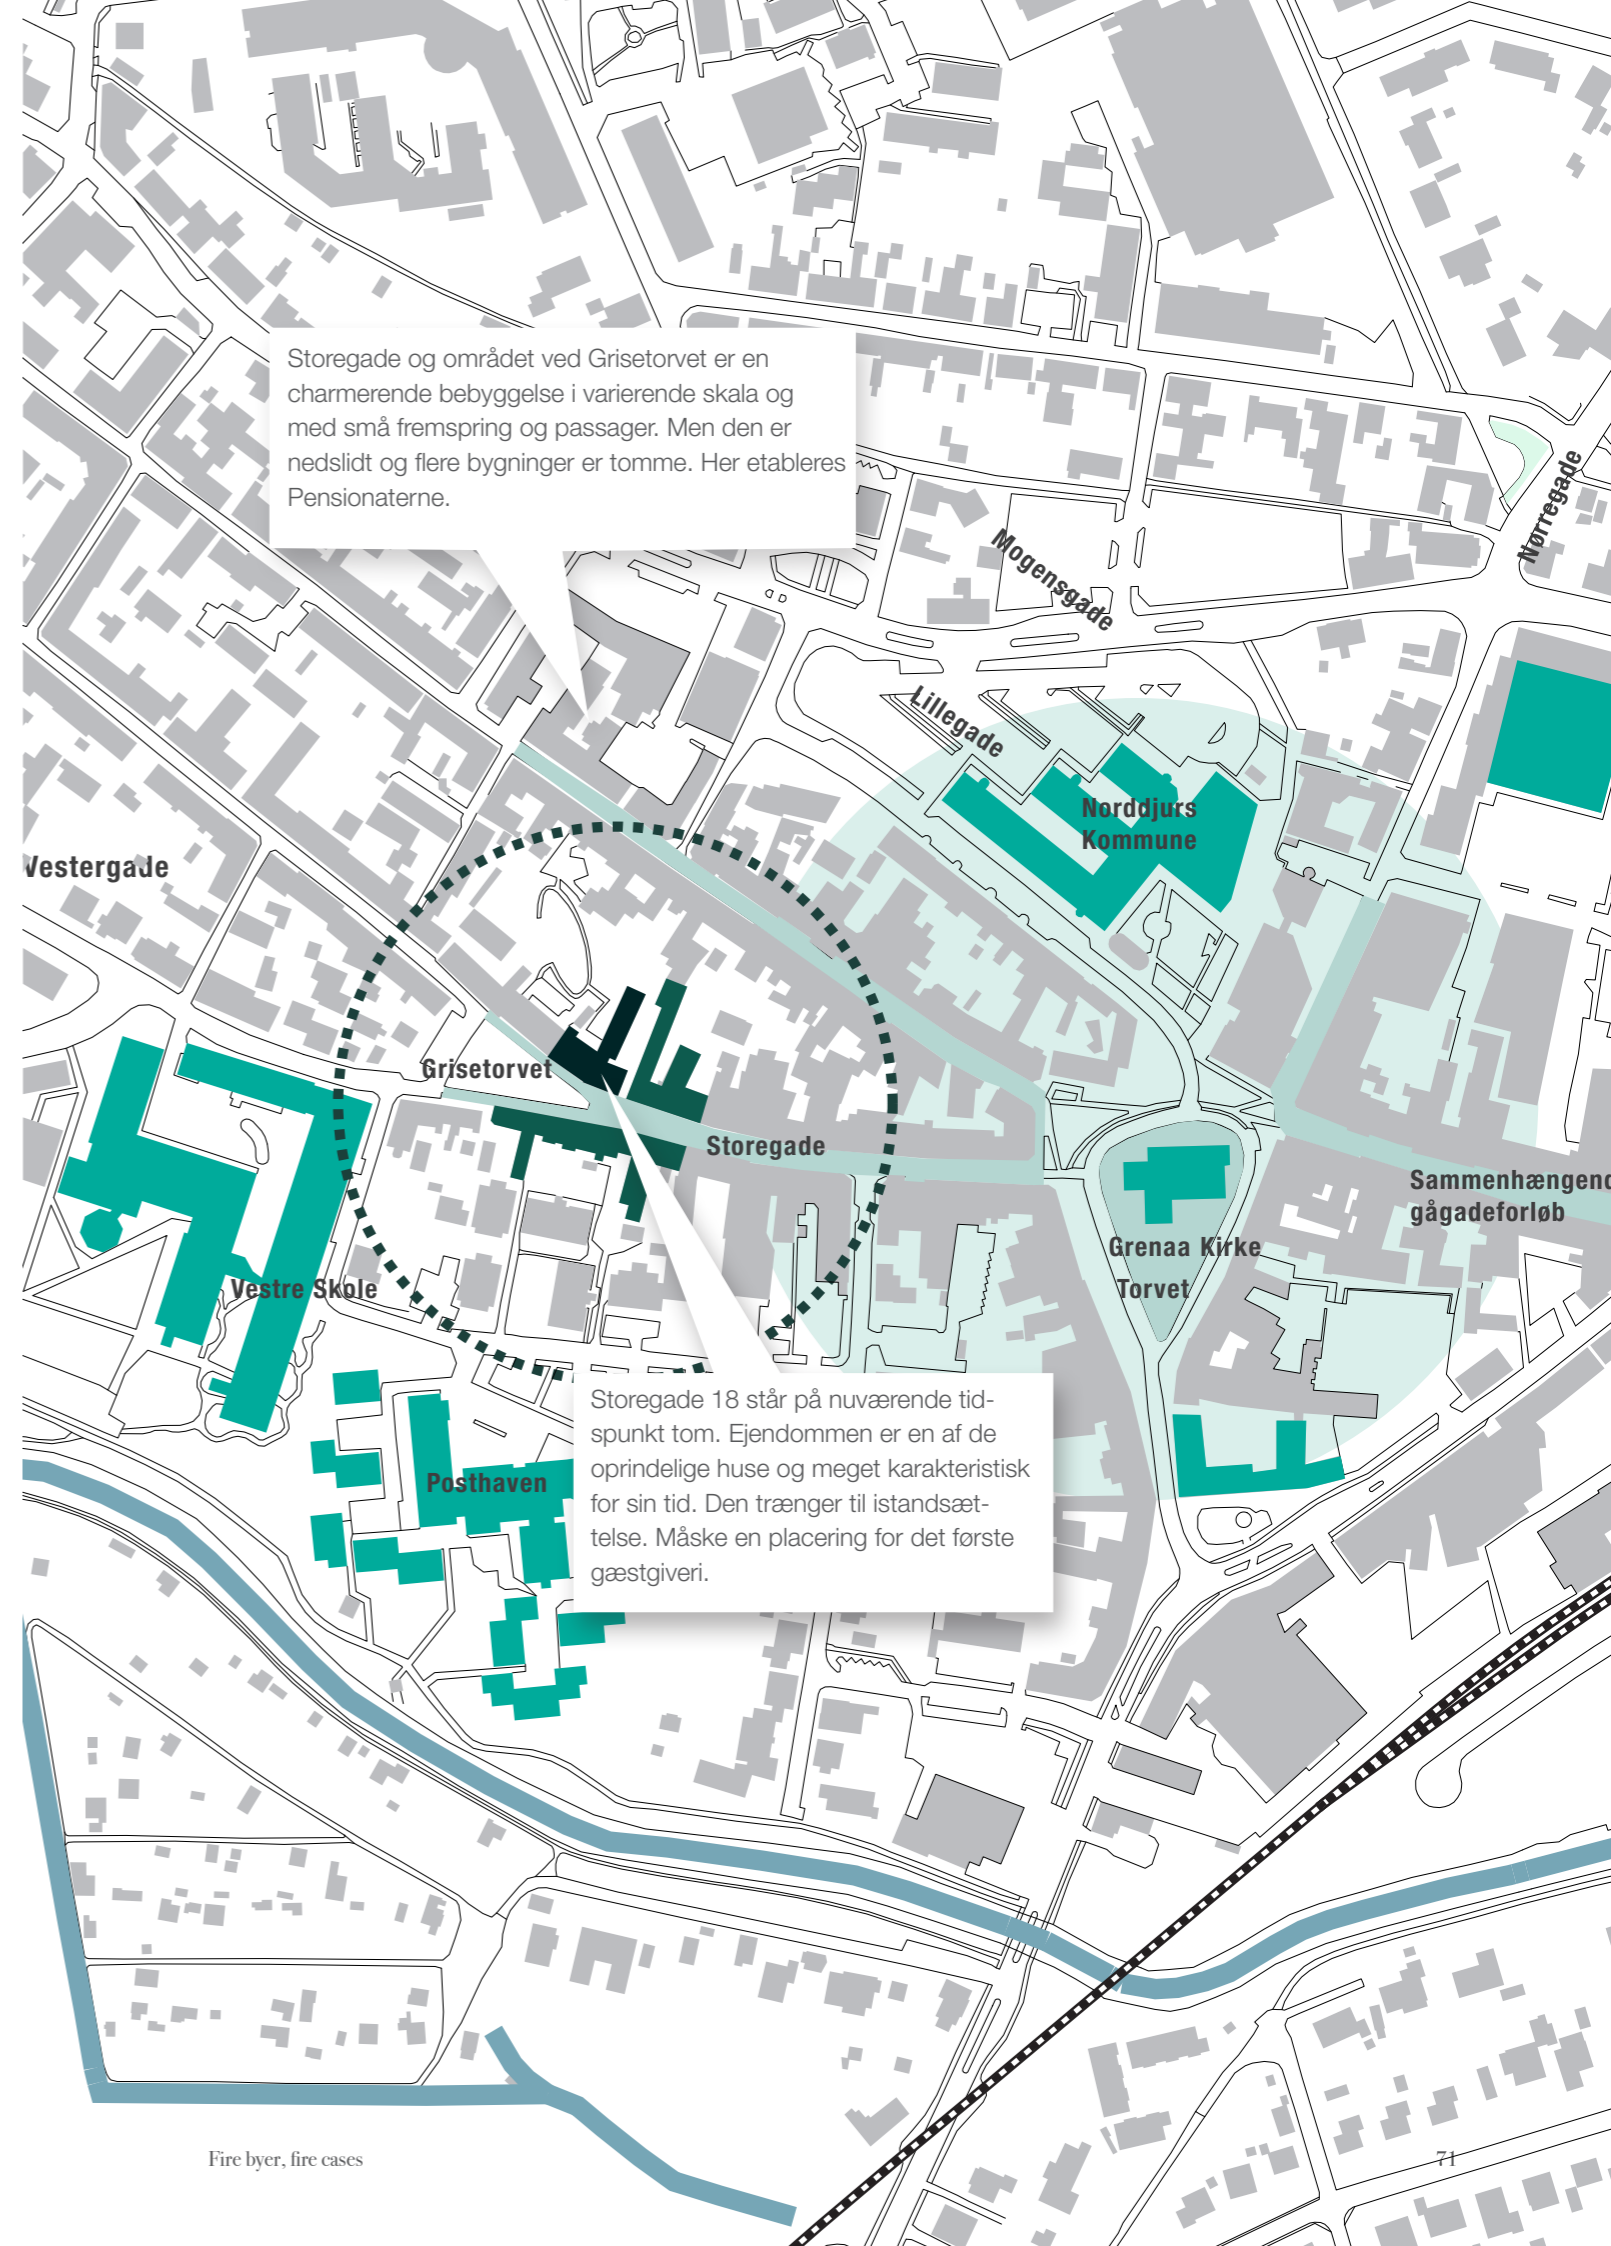 Storegade og området ved Grisetorvet er en
charmerende bebyggelse i varierende skala og
med små fremspring og passager. Men den er
nedslidt og flere bygninger er tomme. Her etableres
Pensionaterne.
Nørregade
Mogensgade
Lillegade
Norddjurs
Kommune
Vestergade
Grisetorvet
Storegade
Sammenhængend
gågadeforløb
Grenaa Kirke
Torvet
Vestre Skole
Storegade 18 står på nuværende tid-
spunkt tom. Ejendommen er en af de
oprindelige huse og meget karakteristisk
for sin tid. Den trænger til istandsæt-
telse. Måske en placering for det første
gæstgiveri.
Posthaven
Fire byer, fire cases
71